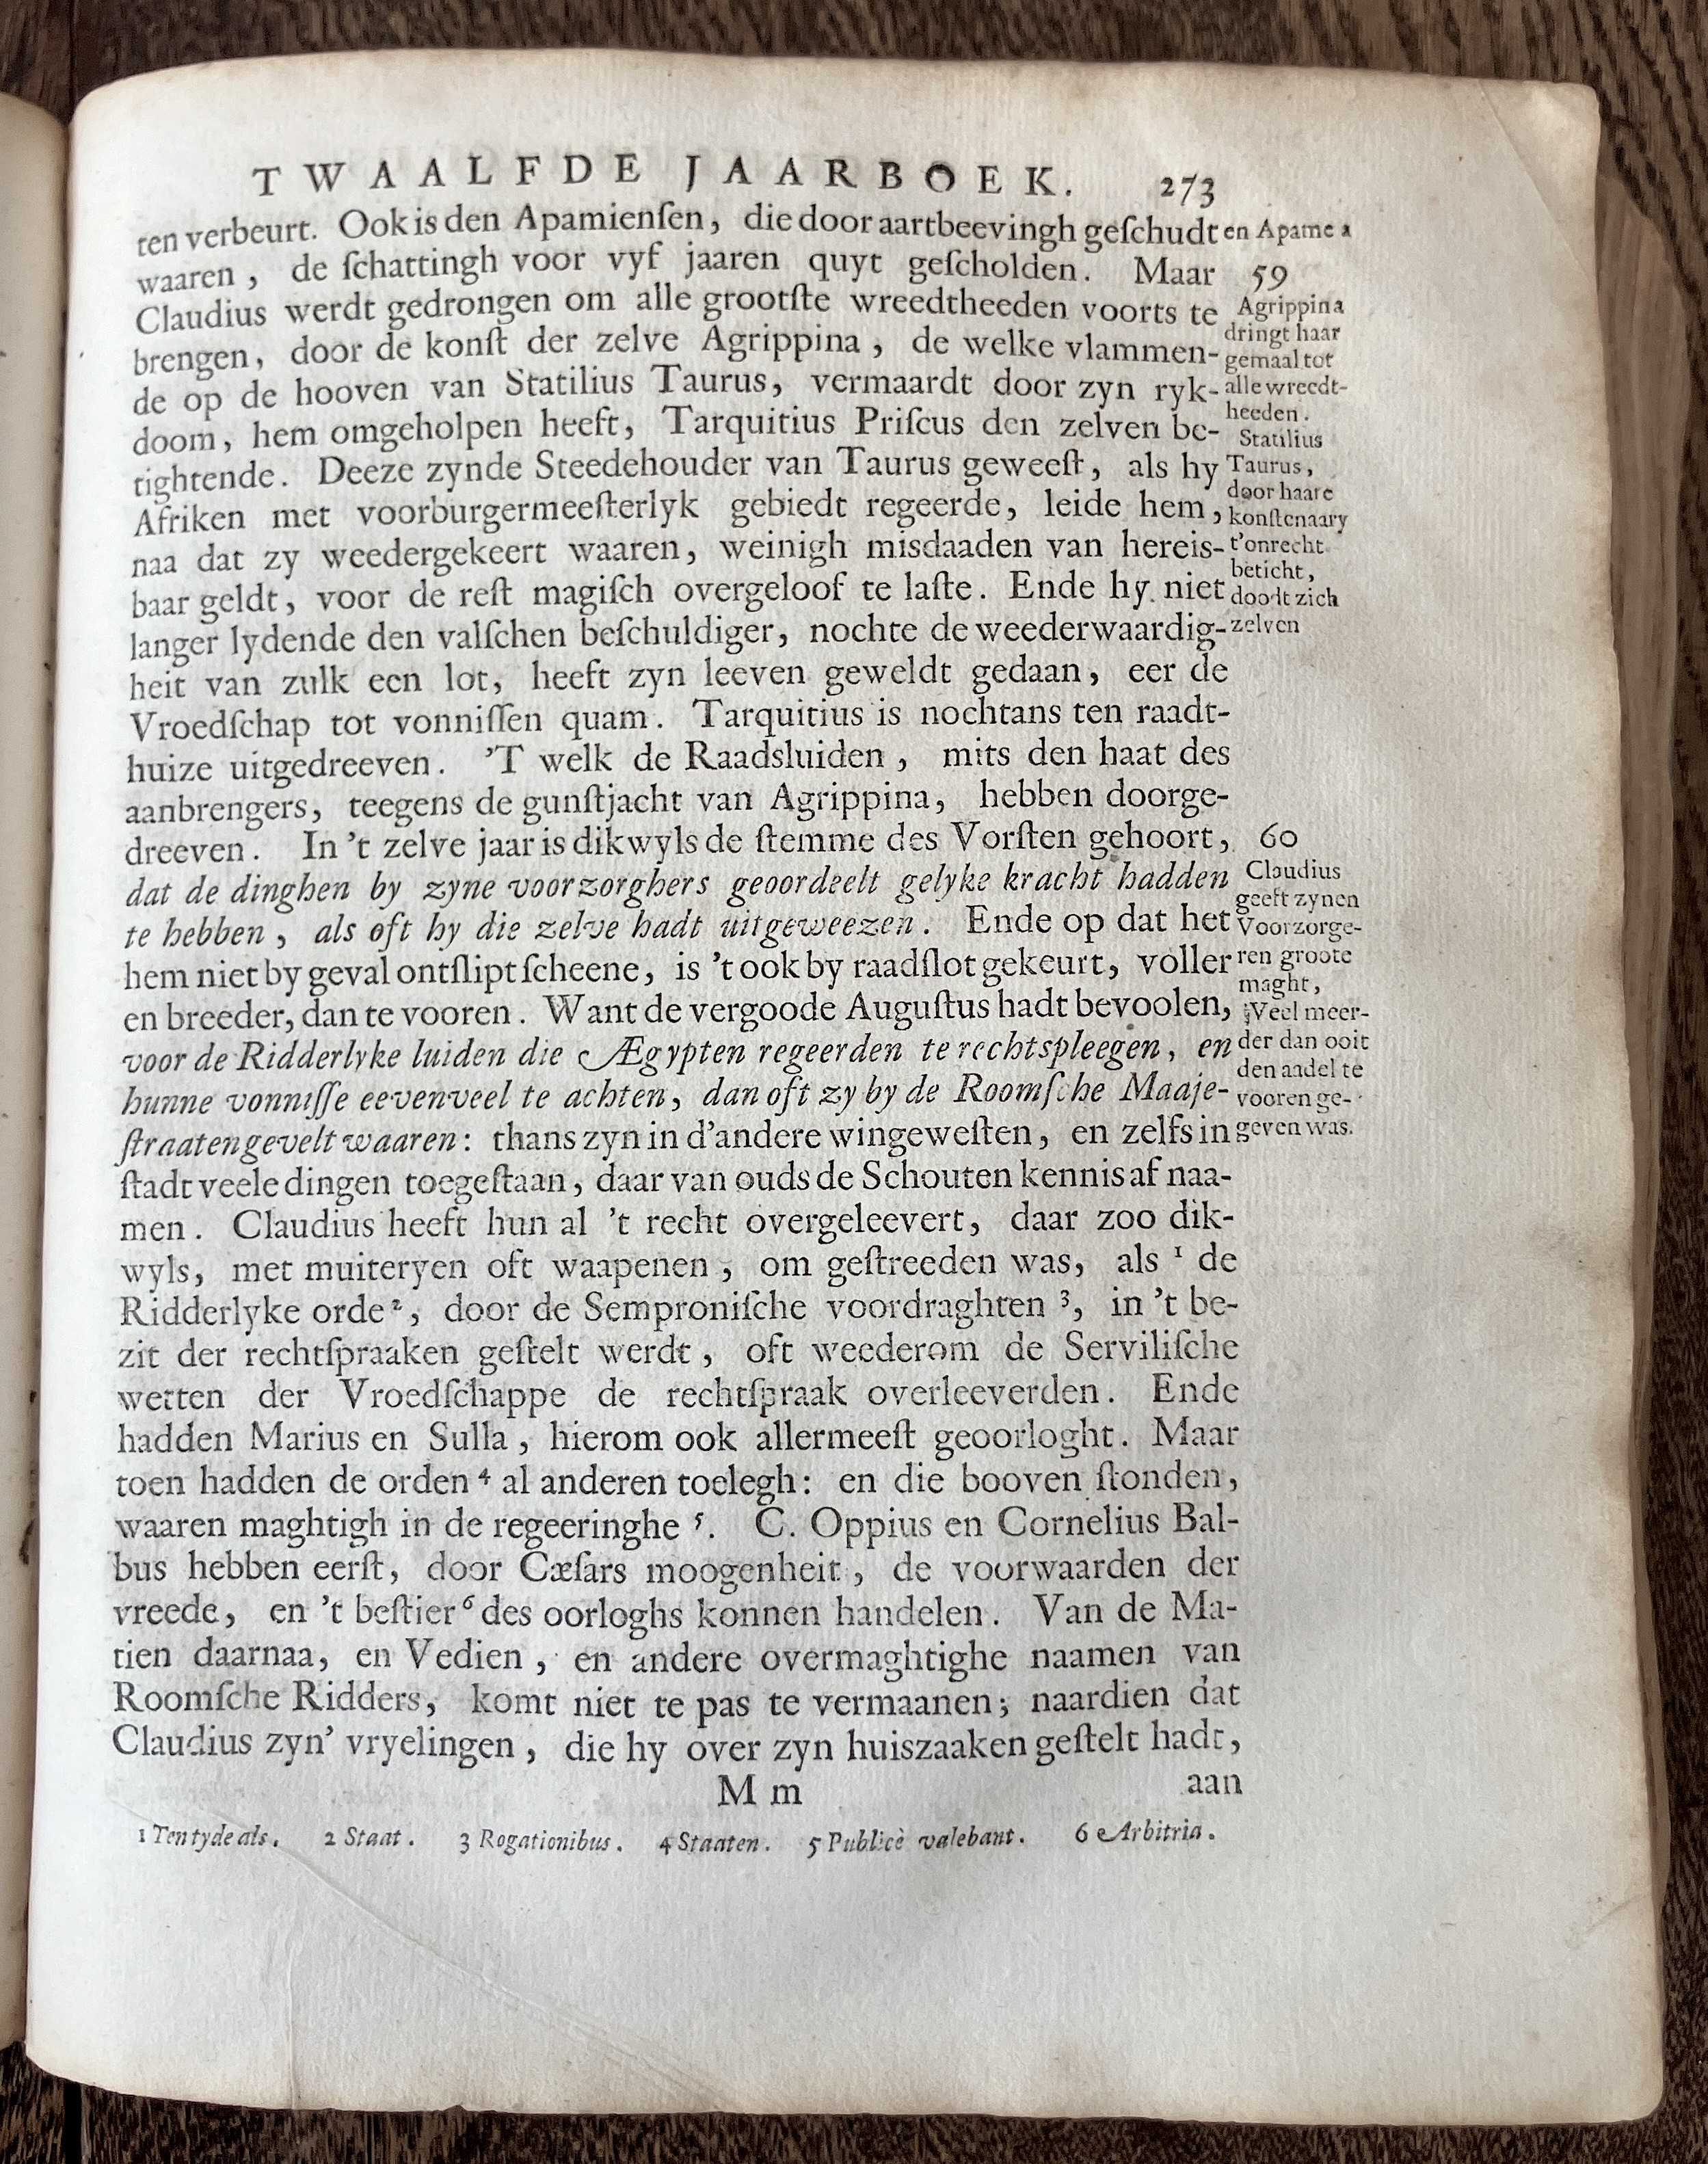 TWAALFDE JAARBOEK. 273
ten verbeurt. Ook is den Apamienſen, die door aartbeevingh geſchudt
waaren, de ſchattingh voor vyf jaaren quyt geſcholden. Maar
Claudius werdt gedrongen om alle grootſte wreedtheeden voorts te
brengen, door de konſt der zelve Agrippina, de welke vlammen-
de op de hooven van Statilius Taurus, vermaardt door zyn ryk-
doom, hem omgeholpen heeft, Tarquitius Priſcus den zelven be-
tightende. Deeze zynde Steedehouder van Taurus geweeſt, als hy
Afriken met voorburgermeeſterlyk gebiedt regeerde, leide hem,
naa dat zy weedergekeert waaren, weinigh misdaaden van hereis-
baar geldt, voor de reſt magiſch overgeloof te laſte. Ende hy niet
langer lydende den valſchen beſchuldiger, nochte de weederwaardig-
heit van zulk een lot, heeft zyn leeven geweldt gedaan, eer de
Vroedſchap tot vonniſſen quam. Tarquitius is nochtans ten raadt-
huize uitgedreeven. 'T welk de Raadsluiden, mits den haat des
aanbrengers, teegens de gunſtjacht van Agrippina, hebben doorge-
dreeven. In 't zelve jaar is dikwyls de ſtemme des Vorſten gehoort,
dat de dinghen by zyne voorzorghers geoordeelt gelyke kracht hadden
te hebben, als oft hy die zelve hadt uitgeweezen. Ende op dat het
hem niet by geval ontſlipt ſcheene, is 't ook by raadſlot gekeurt, voller
en breeder, dan te vooren. Want de vergoode Auguſtus hadt bevoolen,
voor de Ridderlyke luiden die Ægypten regeerden te rechtspleegen, en
hunne vonniſſe eevenveel te achten, dan oft zy by de Roomſche Maaje-
ſtraaten gevelt waaren: thans zyn in d'andere wingeweſten, en zelfs in
ſtadt veele dingen toegeſtaan, daar van ouds de Schouten kennis af naa-
men. Claudius heeft hun al 't recht overgeleevert, daar zoo dik-
wyls, met muiteryen oft waapenen, om geſtreeden was, als ¹ de
Ridderlyke orde ², door de Semproniſche voordraghten ³, in 't be-
zit der rechtſpraaken geſtelt werdt, oft weederom de Serviliſche
wetten der Vroedſchappe de rechtſpraak overleeverden. Ende
hadden Marius en Sulla, hierom ook allermeeſt geoorloght. Maar
toen hadden de orden ⁴ al anderen toelegh: en die booven ſtonden,
waaren maghtigh in de regeeringhe ⁵. C. Oppius en Cornelius Bal-
bus hebben eerſt, door Cæſars moogenheit, de voorwaarden der
vreede, en 't beſtier ⁶ des oorloghs konnen handelen. Van de Ma-
tien daarnaa, en Vedien, en andere overmaghtighe naamen van
Roomſche Ridders, komt niet te pas te vermaanen; naardien dat
Claudius zyn' vryelingen, die hy over zyn huiszaaken geſtelt hadt,
M m aan
1 Ten tyde als. 2 Staat. 3 Rogationibus. 4 Staaten. 5 Publicè valebant. 6 Arbitria.
en Apamea
59
Agrippina
dringt haar
gemaal tot
alle wreedt-
heeden.
Statilius
Taurus,
door haare
konſtenaary
t'onrecht
beticht,
doodt zich
zelven
60
Claudius
geeft zynen
Voorzorge-
ren groote
maght,
Veel meer-
der dan ooit
den aadel te
vooren ge-
geven was.